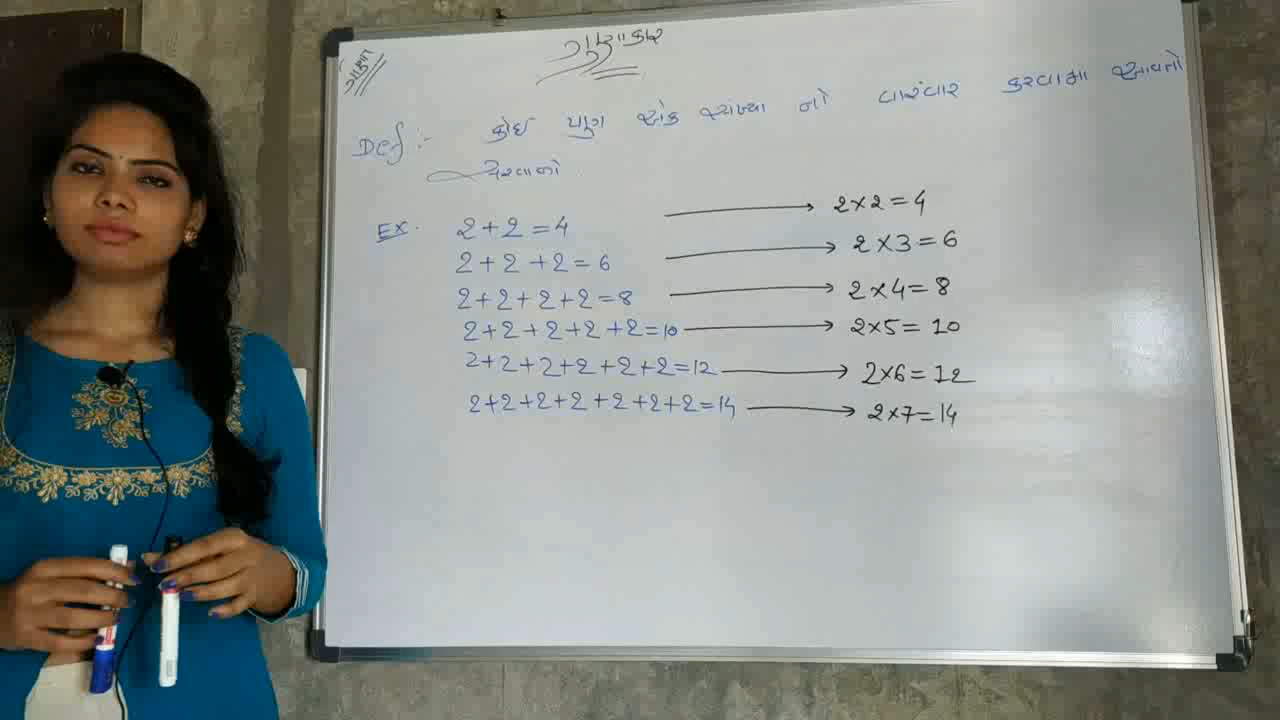 ગુણાકાર
Def :- કોઈ પણ એક સંખ્યા નો વારંવાર કરવામા આવતો
સરવાળો
Ex. 2+2=4 → 2×2=4
2+2+2=6 → 2×3=6
2+2+2+2=8 → 2×4=8
2+2+2+2+2=10 → 2×5=10
2+2+2+2+2+2=12 → 2×6=12
2+2+2+2+2+2+2=14 → 2×7=14